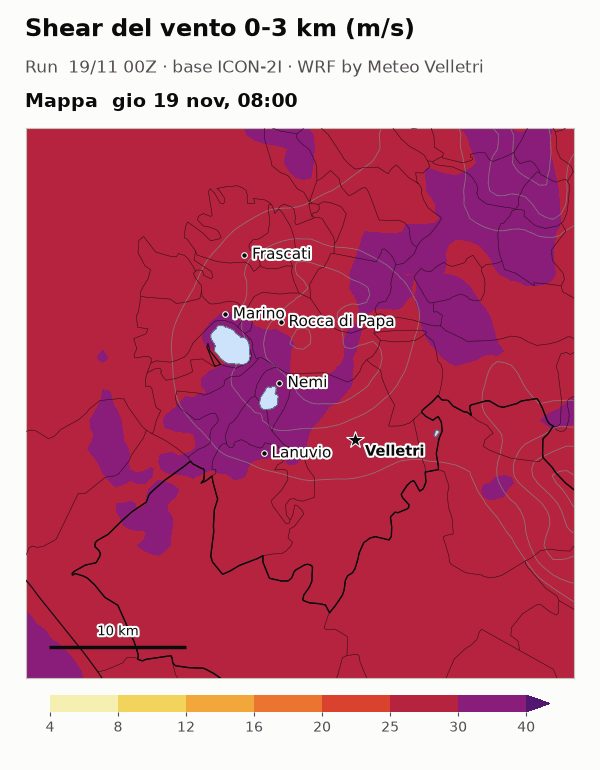 Shear del vento 0-3 km (m/s)
Run  19/11 00Z · base ICON-2I · WRF by Meteo Velletri
Mappa  gio 19 nov, 08:00
Frascati
Marino
Rocca di Papa
Nemi
Velletri
Lanuvio
10 km
4 8 12 16 20 25 30 40